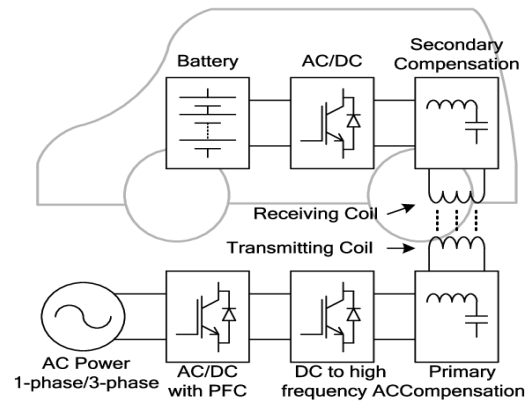 Battery
AC/DC
Secondary
Compensation
Receiving Coil
Transmitting Coil
AC Power
1-phase/3-phase
AC/DC
with PFC
DC to high
frequency AC
Primary
Compensation